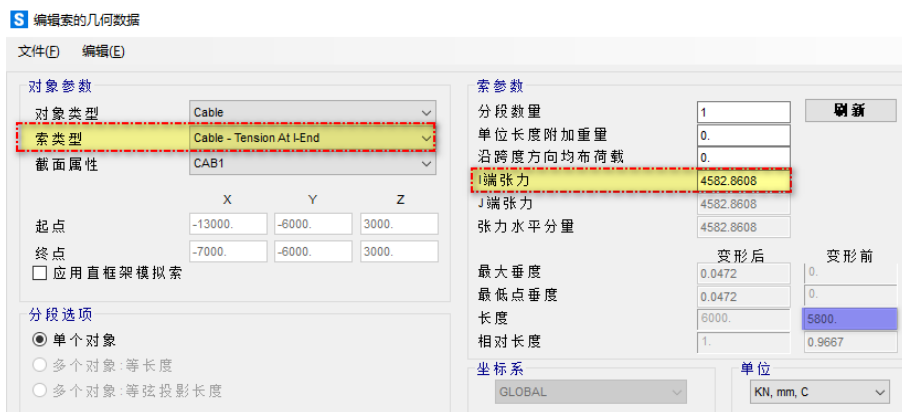 S 编辑索的几何数据
文件(F) 编辑(E)
对象参数
对象类型 Cable
索类型 Cable - Tension At I-End
截面属性 CAB1
X Y Z
起点 -13000. -6000. 3000.
终点 -7000. -6000. 3000.
应用直框架模拟索
分段选项
单个对象
多个对象:等长度
多个对象:等弦投影长度
索参数
分段数量 1 刷新
单位长度附加重量 0.
沿跨度方向均布荷载 0.
I端张力 4582.8608
J端张力 4582.8608
张力水平分量 4582.8608
变形后 变形前
最大垂度 0.0472 0.
最低点垂度 0.0472 0.
长度 6000. 5800.
相对长度 1. 0.9667
坐标系
GLOBAL
单位
KN, mm, C